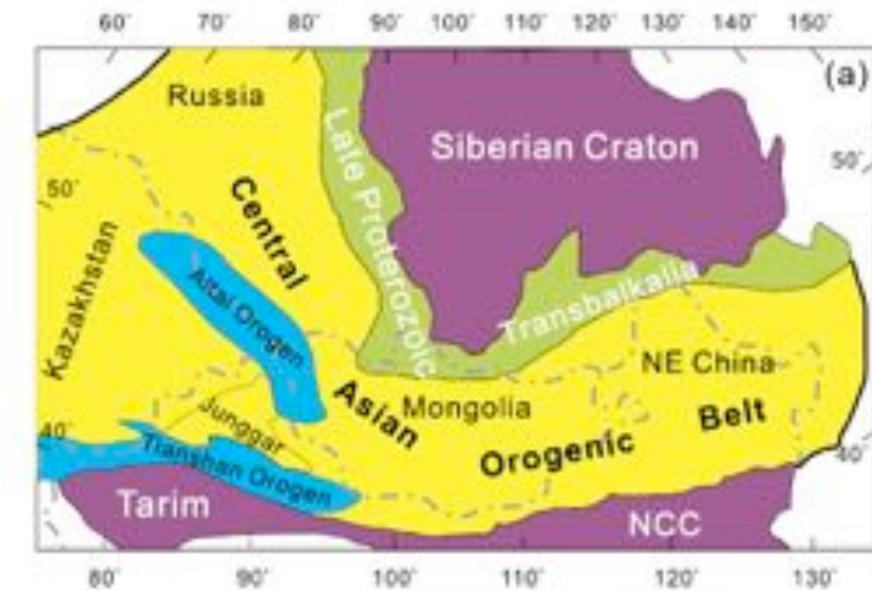 60° 70° 80° 90° 100° 110° 120° 130° 140° 150°
(a)
Russia
Late Proterozoic
Siberian Craton
50°
50°
Central
Kazakhstan
Altai Orogen
Transbalkalia
NE China
Asian
Mongolia
Belt
Junggar
Orogenic
40°
40°
Tianshan Orogen
Tarim
NCC
80° 90° 100° 110° 120° 130°